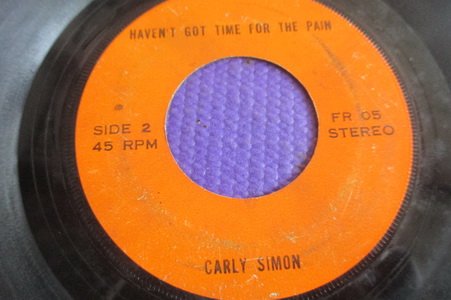 HAVEN'T GOT TIME FOR THE PAIN
SIDE 2
45 RPM
FR 05
STEREO
CARLY SIMON